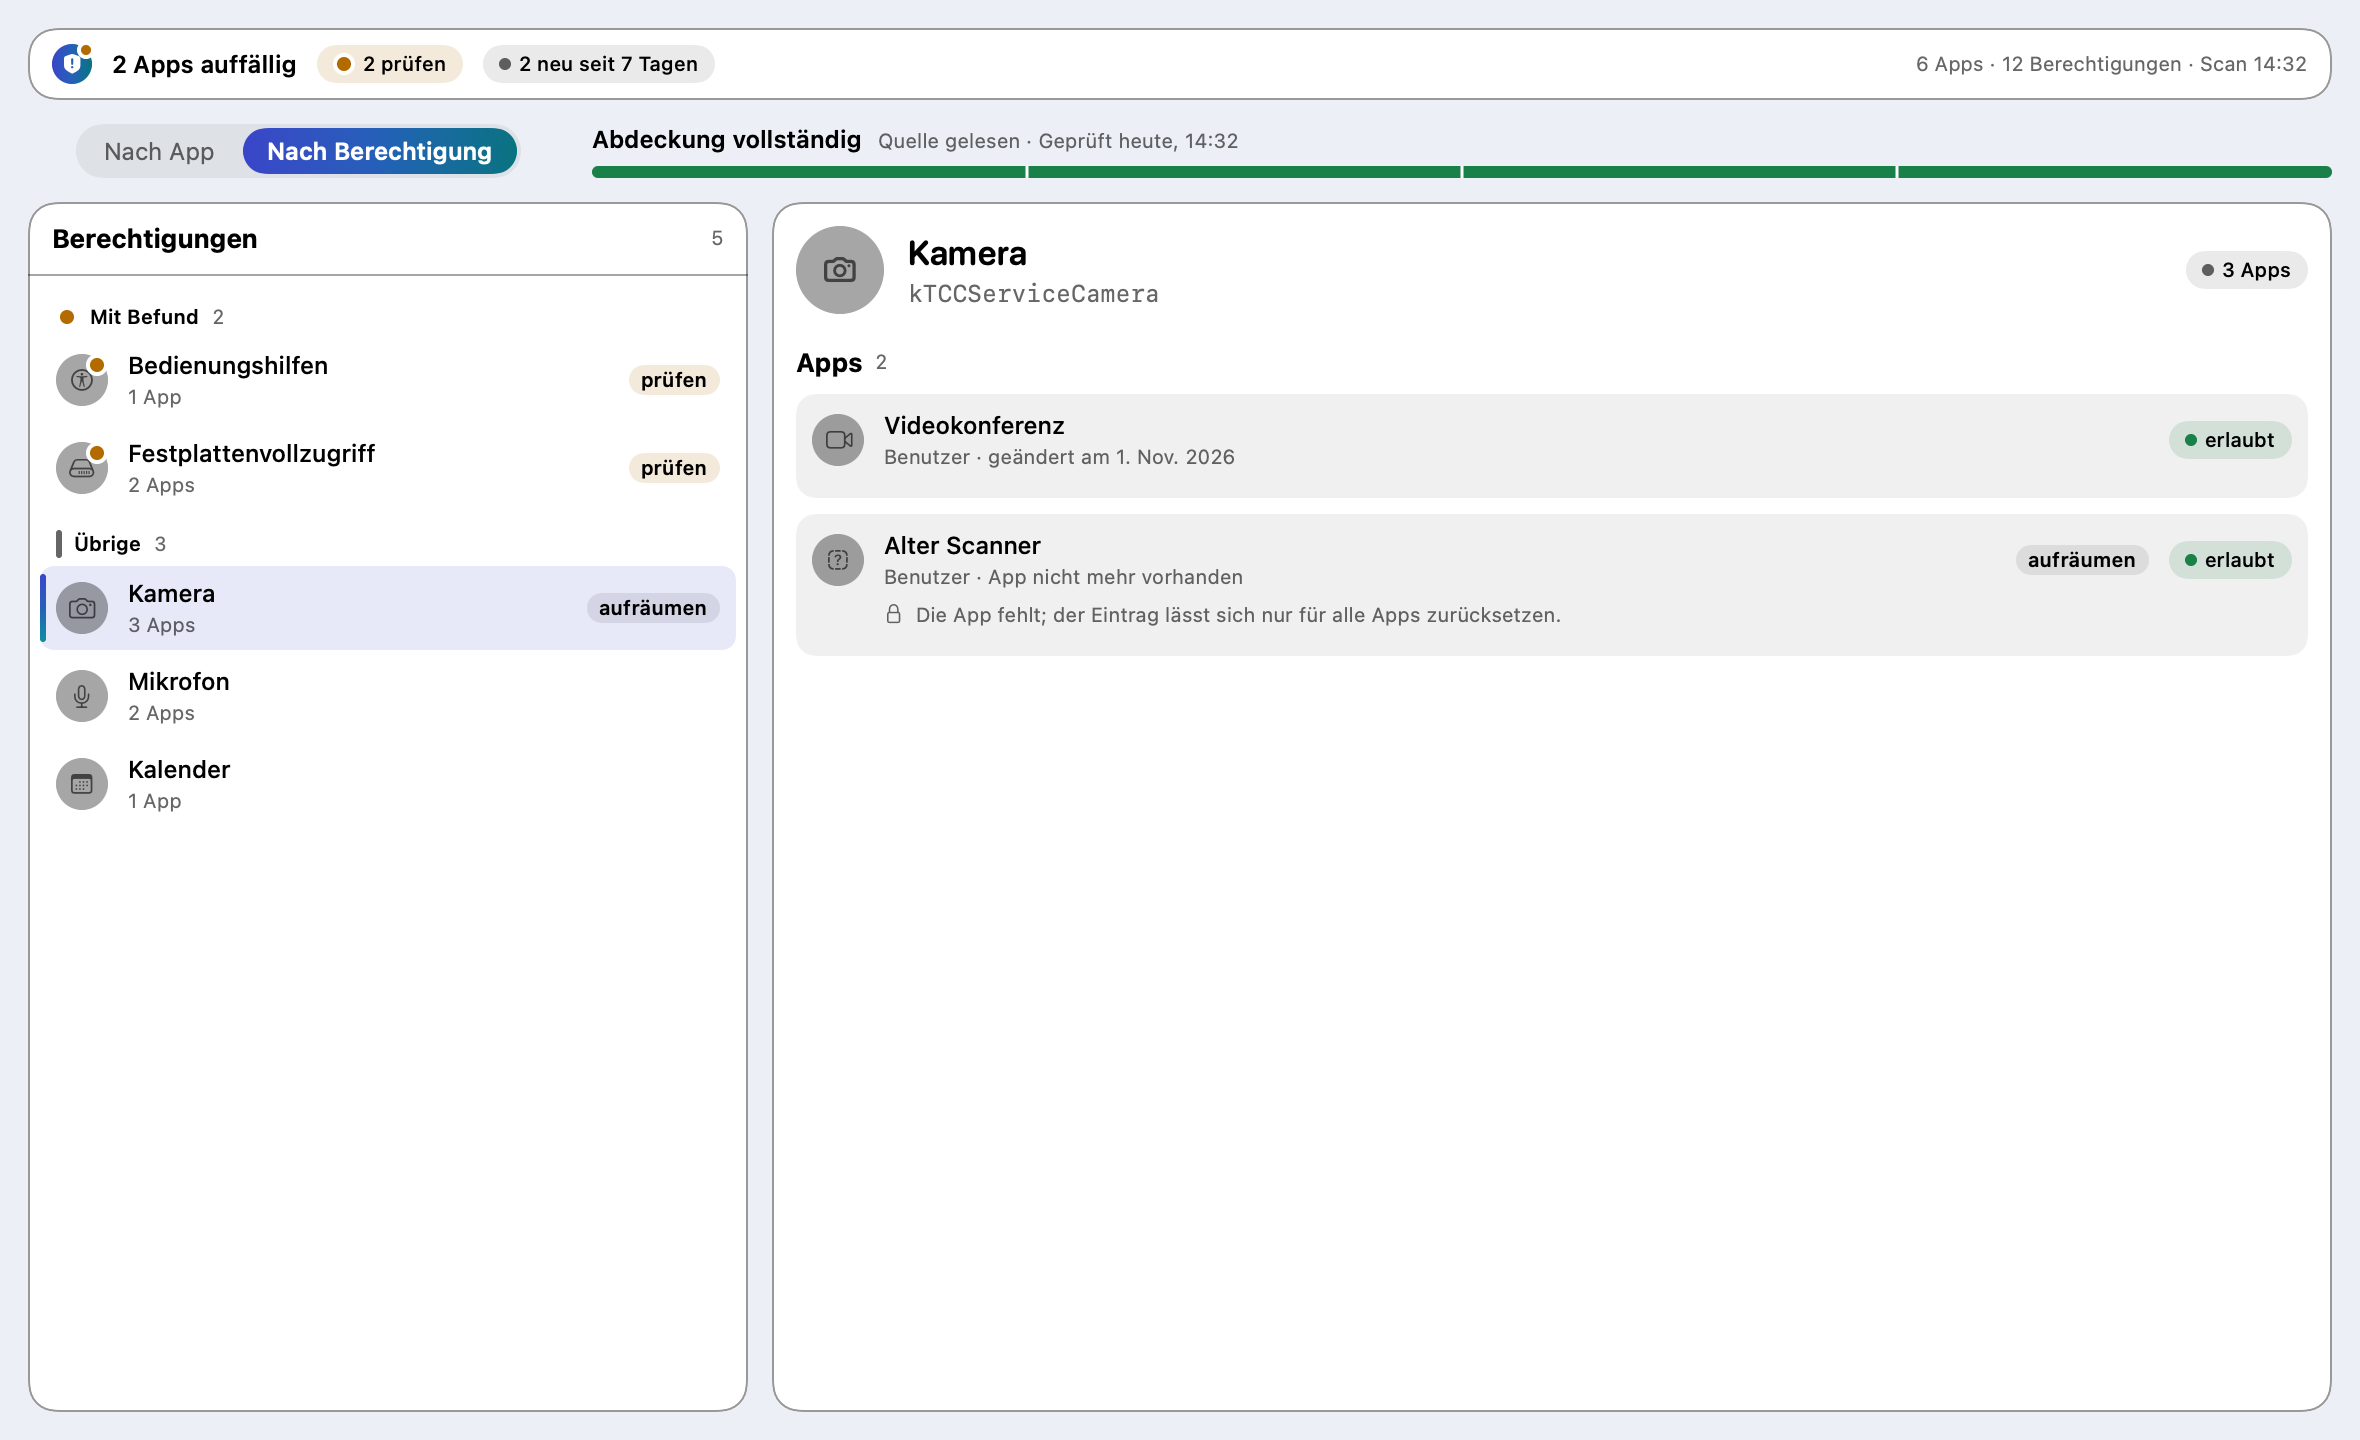 2 Apps auffällig
2 prüfen
2 neu seit 7 Tagen
6 Apps · 12 Berechtigungen · Scan 14:32
Nach App
Nach Berechtigung
Abdeckung vollständig
Quelle gelesen · Geprüft heute, 14:32
Berechtigungen
5
Mit Befund 2
Bedienungshilfen
1 App
prüfen
Festplattenvollzugriff
2 Apps
prüfen
Übrige 3
Kamera
3 Apps
aufräumen
Mikrofon
2 Apps
Kalender
1 App
Kamera
kTCCServiceCamera
3 Apps
Apps 2
Videokonferenz
Benutzer · geändert am 1. Nov. 2026
erlaubt
Alter Scanner
Benutzer · App nicht mehr vorhanden
aufräumen
erlaubt
Die App fehlt; der Eintrag lässt sich nur für alle Apps zurücksetzen.